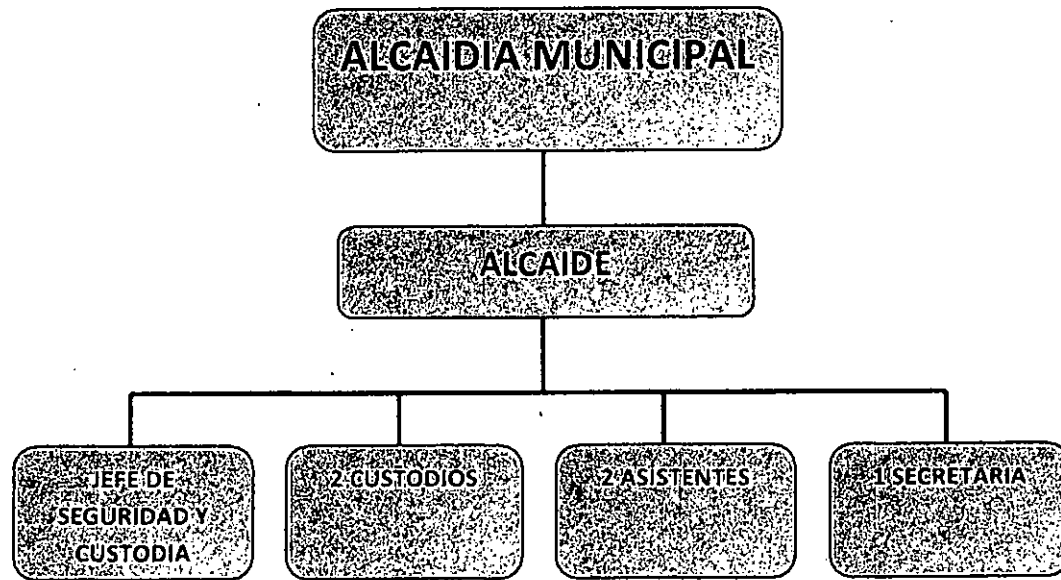 ALCAIDIA MUNICIPAL
ALCAIDE
JEFE DE
SEGURIDAD Y
CUSTODIA
2 CUSTODIOS
2 ASISTENTES
1 SECRETARIA